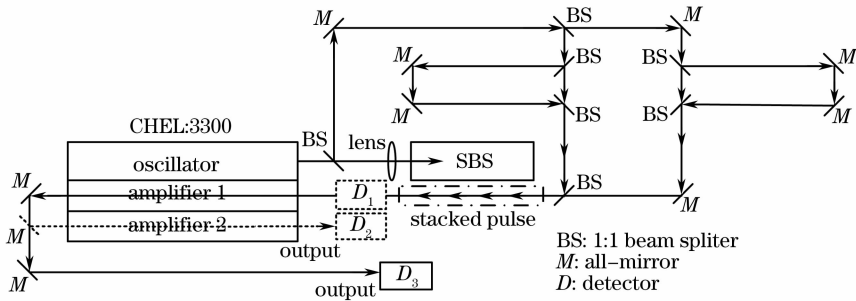 M
BS
M
M
BS
BS
M
M
BS
BS
M
CHEL:3300
BS
lens
oscillator
SBS
M
amplifier 1
D1
BS
M
stacked pulse
M
amplifier 2
D2
output
M
output
D3
BS: 1:1 beam spliter
M: all-mirror
D: detector